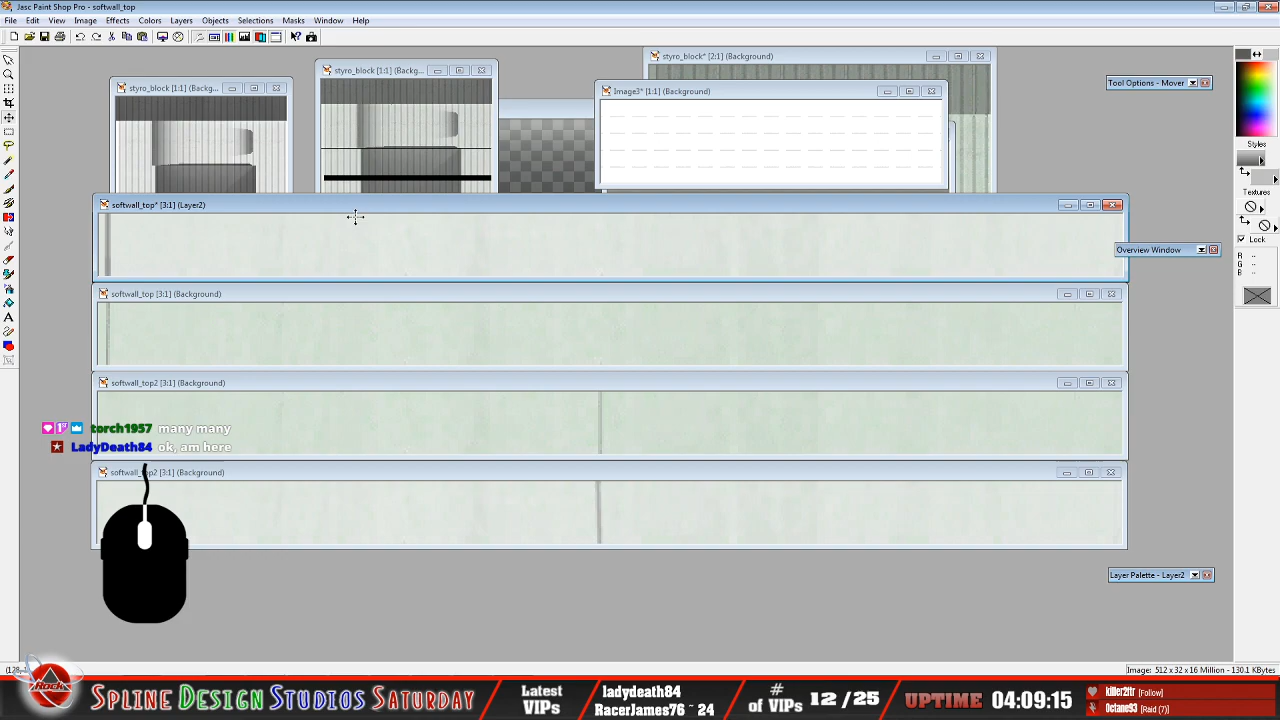 Jasc Paint Shop Pro - softwall_top
File Edit View Image Effects Colors Layers Objects Selections Masks Window Help
styro_block [1:1] (Backg...
styro_block [1:1] (Backg...
styro_block* [2:1] (Background)
Image3* [1:1] (Background)
Tool Options - Mover
Styles
Textures
Lock
R --
G --
B --
softwall_top* [3:1] (Layer2)
Overview Window
softwall_top [3:1] (Background)
softwall_top2 [3:1] (Background)
torch1957 many many
LadyDeath84 ok, am here
softwall_top2 [3:1] (Background)
Layer Palette - Layer2
Image: 512 x 32 x 16 Million - 130.1 KBytes
ROCK
Spline Design Studios Saturday
Latest VIPs
ladydeath84
RacerJames76 ~ 24
# of VIPs
12 / 25
UPTIME
04:09:15
killer2lfr [Follow]
Octane93 [Raid (7)]